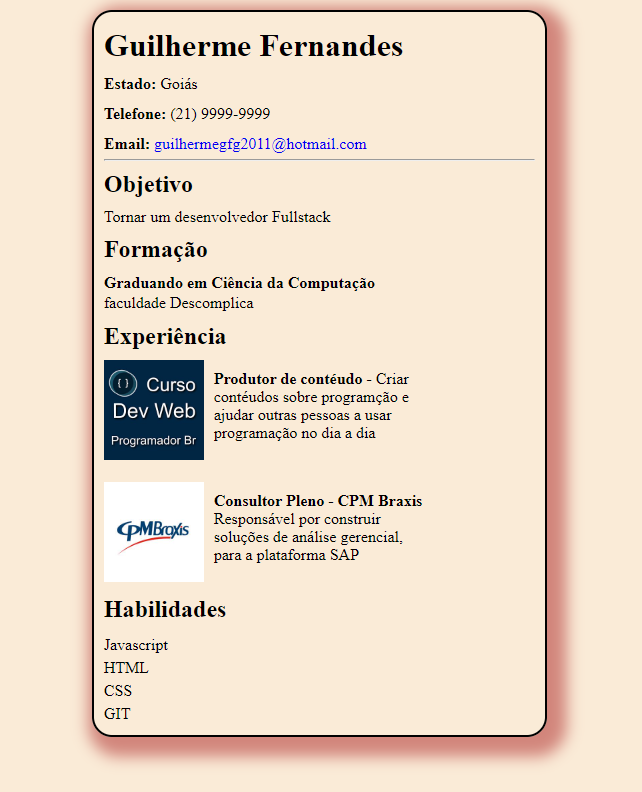 Guilherme Fernandes
Estado: Goiás
Telefone: (21) 9999-9999
Email: guilhermegfg2011@hotmail.com
Objetivo
Tornar um desenvolvedor Fullstack
Formação
Graduando em Ciência da Computação
faculdade Descomplica
Experiência
{ } Curso
Dev Web
Programador Br
Produtor de contéudo - Criar
contéudos sobre programção e
ajudar outras pessoas a usar
programação no dia a dia
CPMBraxis
Consultor Pleno - CPM Braxis
Responsável por construir
soluções de análise gerencial,
para a plataforma SAP
Habilidades
Javascript
HTML
CSS
GIT